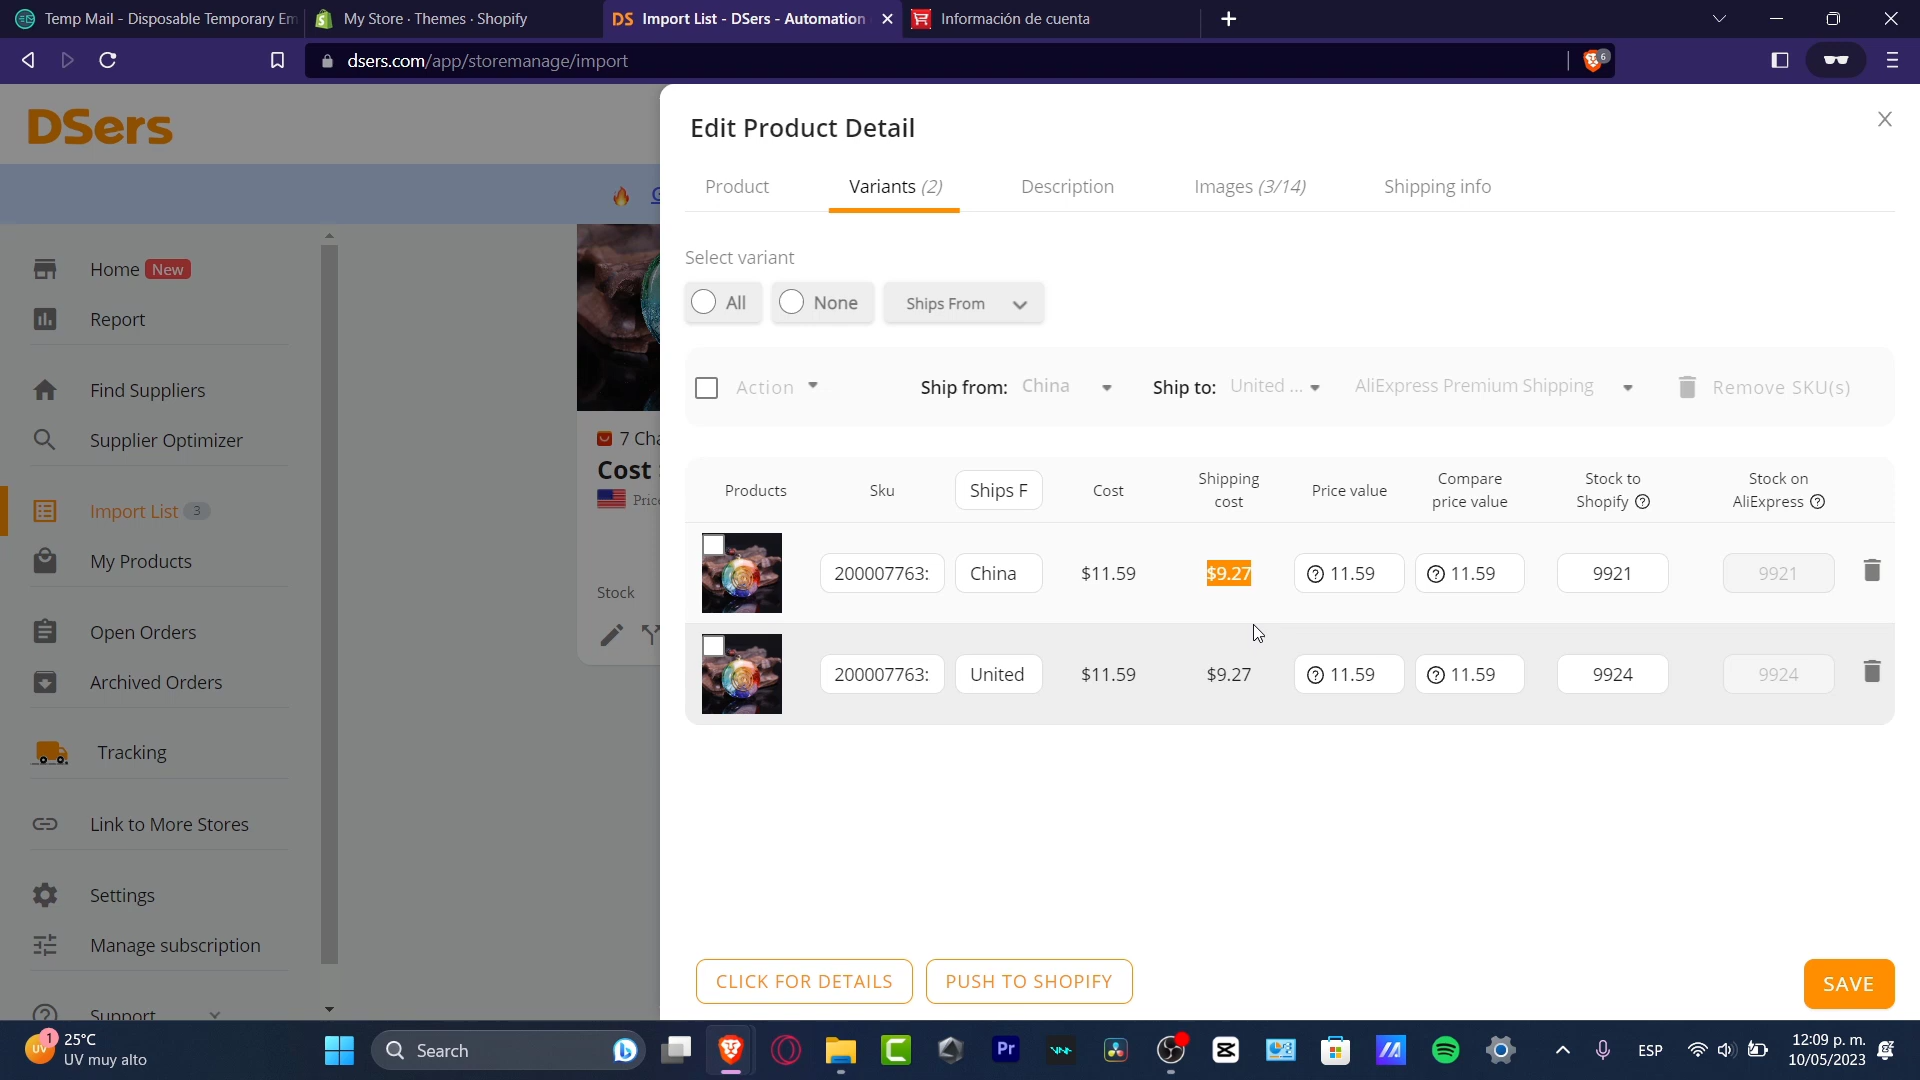 Temp Mail - Disposable Temporary Em
My Store · Themes · Shopify
DS Import List - DSers - Automation
Información de cuenta
dsers.com/app/storemanage/import
6
DSers
Home New
Report
Find Suppliers
Supplier Optimizer
Import List 3
My Products
Open Orders
Archived Orders
Tracking
Link to More Stores
Settings
Manage subscription
Support
G
7 Cha
Cost
Pric
Stock
Edit Product Detail
Product
Variants (2)
Description
Images (3/14)
Shipping info
Select variant
All
None
Ships From
Action
Ship from: China
Ship to: United ...
AliExpress Premium Shipping
Remove SKU(s)
Products
Sku
Ships F
Cost
Shipping cost
Price value
Compare price value
Stock to Shopify
Stock on AliExpress
200007763: China $11.59 $9.27 11.59 11.59 9921 9921
200007763: United $11.59 $9.27 11.59 11.59 9924 9924
CLICK FOR DETAILS
PUSH TO SHOPIFY
SAVE
UV 1
25°C
UV muy alto
Search
Pr
ESP
12:09 p. m.
10/05/2023